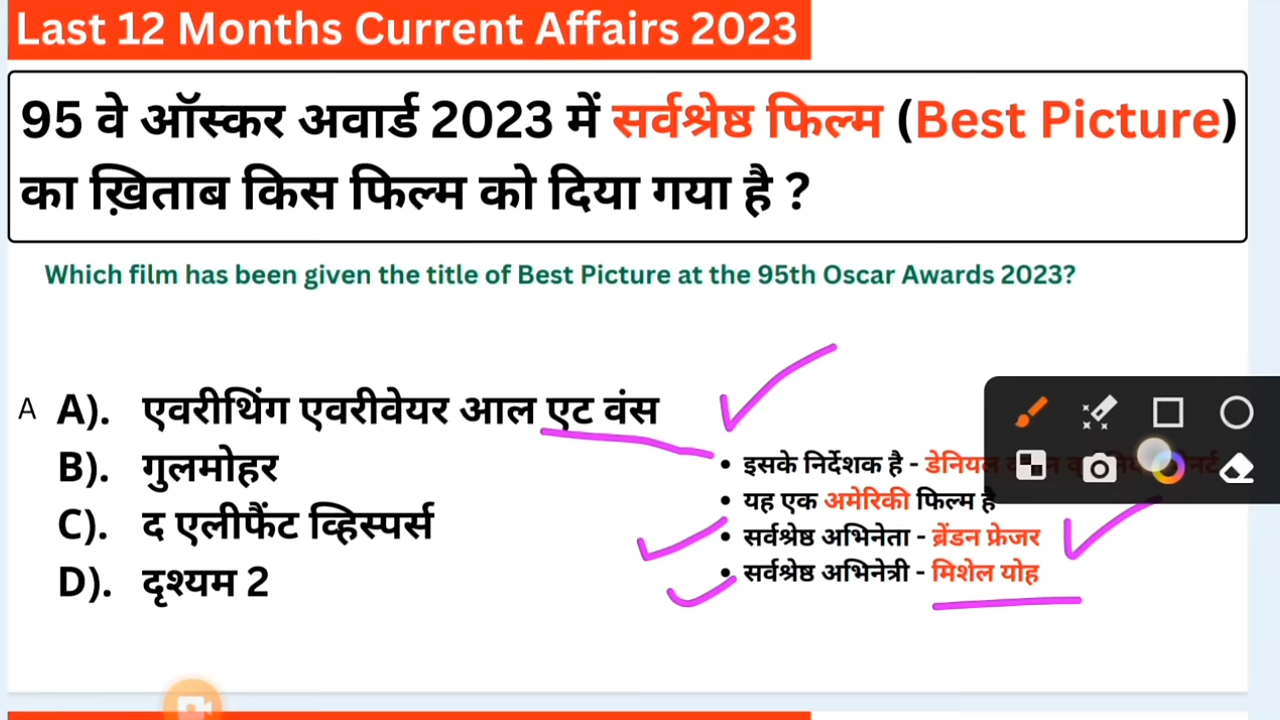 Last 12 Months Current Affairs 2023
95 वे ऑस्कर अवार्ड 2023 में सर्वश्रेष्ठ फिल्म (Best Picture)
का ख़िताब किस फिल्म को दिया गया है ?
Which film has been given the title of Best Picture at the 95th Oscar Awards 2023?
A A). एवरीथिंग एवरीवेयर आल एट वंस
B). गुलमोहर
C). द एलीफैंट व्हिस्पर्स
D). दृश्यम 2
• इसके निर्देशक है - डेनियल
• यह एक अमेरिकी फिल्म है
• सर्वश्रेष्ठ अभिनेता - ब्रेंडन फ्रेजर
• सर्वश्रेष्ठ अभिनेत्री - मिशेल योह